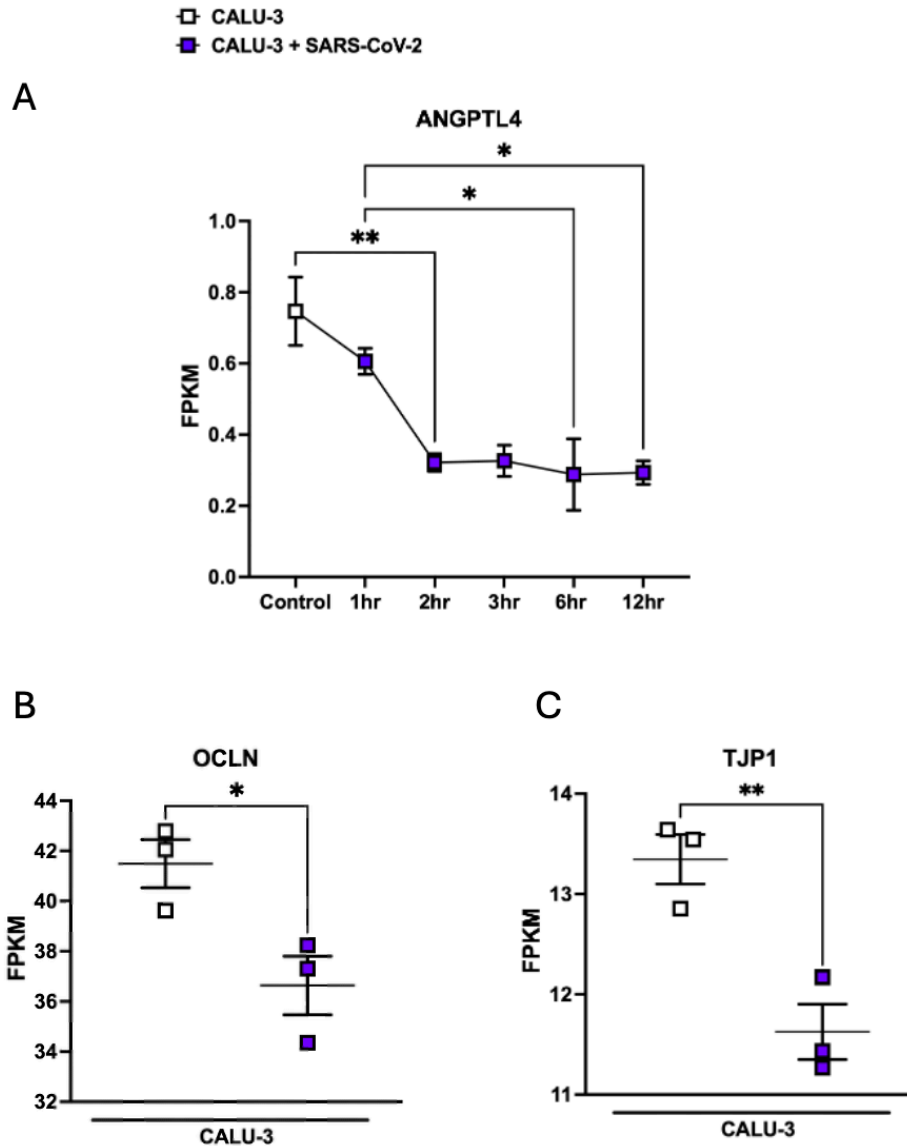 CALU-3
CALU-3 + SARS-CoV-2
A
ANGPTL4
*
*
**
1.0
0.8
0.6
0.4
0.2
0.0
FPKM
Control 1hr 2hr 3hr 6hr 12hr
B
OCLN
*
44
42
40
38
36
34
32
FPKM
CALU-3
C
TJP1
**
14
13
12
11
FPKM
CALU-3